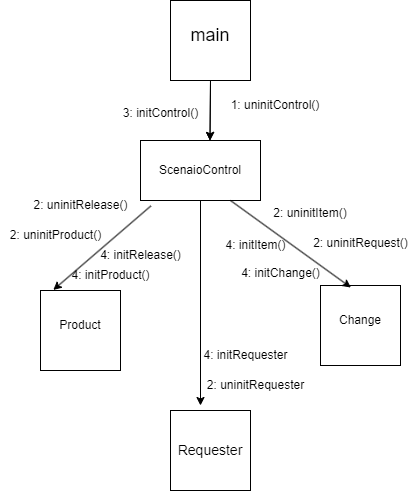 main
1: uninitControl()
3: initControl()
ScenaioControl
2: uninitRelease()
2: uninitItem()
2: uninitProduct()
4: initItem()
2: uninitRequest()
4: initRelease()
4: initProduct()
4: initChange()
Product
Change
4: initRequester
2: uninitRequester
Requester